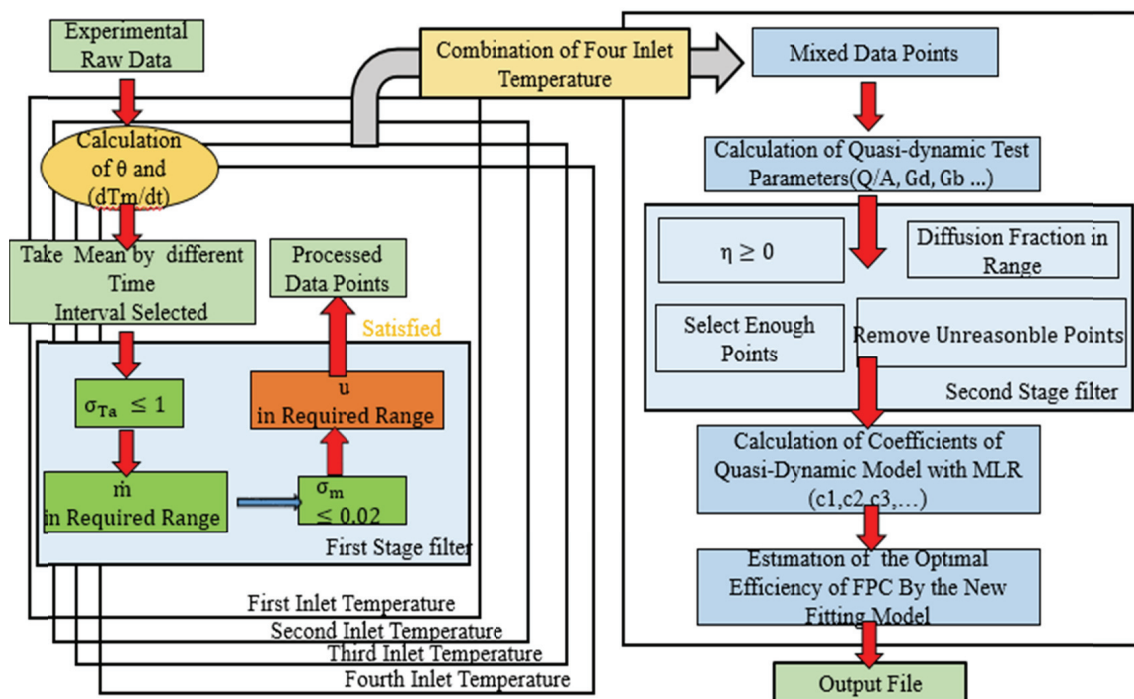 Experimental
Raw Data
Calculation
of θ and
(dTm/dt)
Take Mean by different
Time
Interval Selected
Processed
Data Points
Satisfied
σTa ≤ 1
ṁ
in Required Range
σm
≤ 0.02
u
in Required Range
First Stage filter
First Inlet Temperature
Second Inlet Temperature
Third Inlet Temperature
Fourth Inlet Temperature
Combination of Four Inlet
Temperature
Mixed Data Points
Calculation of Quasi-dynamic Test
Parameters(Q/A, Gd, Gb ...)
η ≥ 0
Diffusion Fraction in
Range
Select Enough
Points
Remove Unreasonble Points
Second Stage filter
Calculation of Coefficients of
Quasi-Dynamic Model with MLR
(c1,c2,c3,…)
Estimation of the Optimal
Efficiency of FPC By the New
Fitting Model
Output File